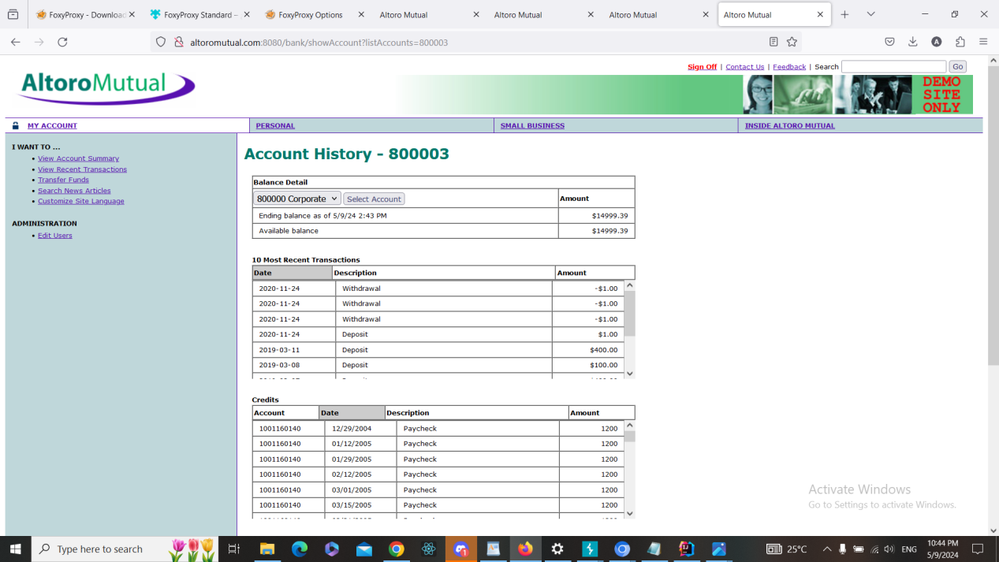 FoxyProxy - Download
FoxyProxy Standard –
FoxyProxy Options
Altoro Mutual
Altoro Mutual
Altoro Mutual
Altoro Mutual
altoromutual.com:8080/bank/showAccount?listAccounts=800003
A
Sign Off | Contact Us | Feedback | Search
Go
AltoroMutual
DEMO
SITE
ONLY
MY ACCOUNT
PERSONAL
SMALL BUSINESS
INSIDE ALTORO MUTUAL
I WANT TO ...
• View Account Summary
• View Recent Transactions
• Transfer Funds
• Search News Articles
• Customize Site Language
ADMINISTRATION
• Edit Users
Account History - 800003
Balance Detail
800000 Corporate Select Account Amount
Ending balance as of 5/9/24 2:43 PM $14999.39
Available balance $14999.39
10 Most Recent Transactions
Date Description Amount
2020-11-24 Withdrawal -$1.00
2020-11-24 Withdrawal -$1.00
2020-11-24 Withdrawal -$1.00
2020-11-24 Deposit $1.00
2019-03-11 Deposit $400.00
2019-03-08 Deposit $100.00
Credits
Account Date Description Amount
1001160140 12/29/2004 Paycheck 1200
1001160140 01/12/2005 Paycheck 1200
1001160140 01/29/2005 Paycheck 1200
1001160140 02/12/2005 Paycheck 1200
1001160140 03/01/2005 Paycheck 1200
1001160140 03/15/2005 Paycheck 1200
Activate Windows
Go to Settings to activate Windows.
Type here to search
1
25°C
ENG
10:44 PM
5/9/2024